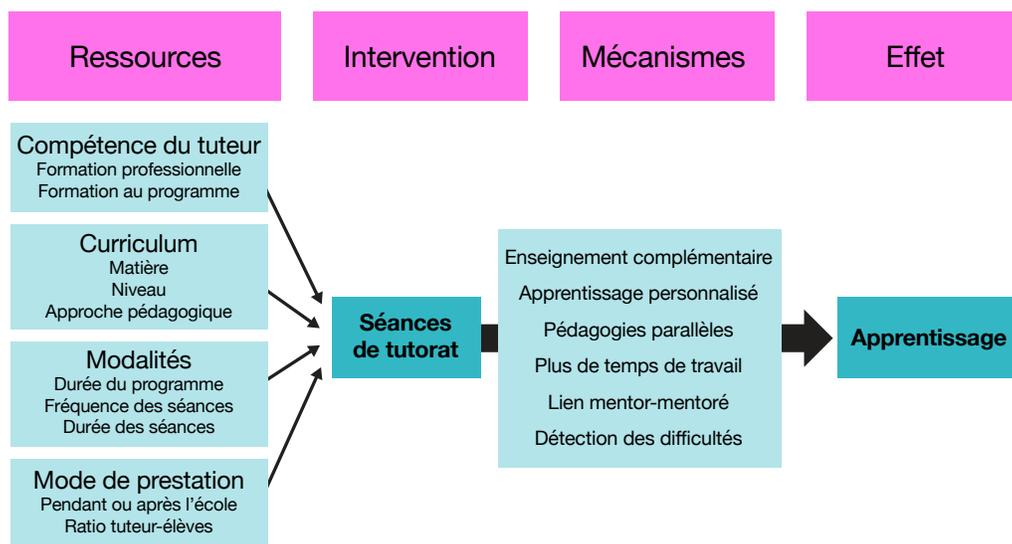 Ressources
Intervention
Mécanismes
Effet
Compétence du tuteur
Formation professionnelle
Formation au programme
Curriculum
Matière
Niveau
Approche pédagogique
Modalités
Durée du programme
Fréquence des séances
Durée des séances
Mode de prestation
Pendant ou après l'école
Ratio tuteur-élèves
Séances
de tutorat
Enseignement complémentaire
Apprentissage personnalisé
Pédagogies parallèles
Plus de temps de travail
Lien mentor-mentoré
Détection des difficultés
Apprentissage